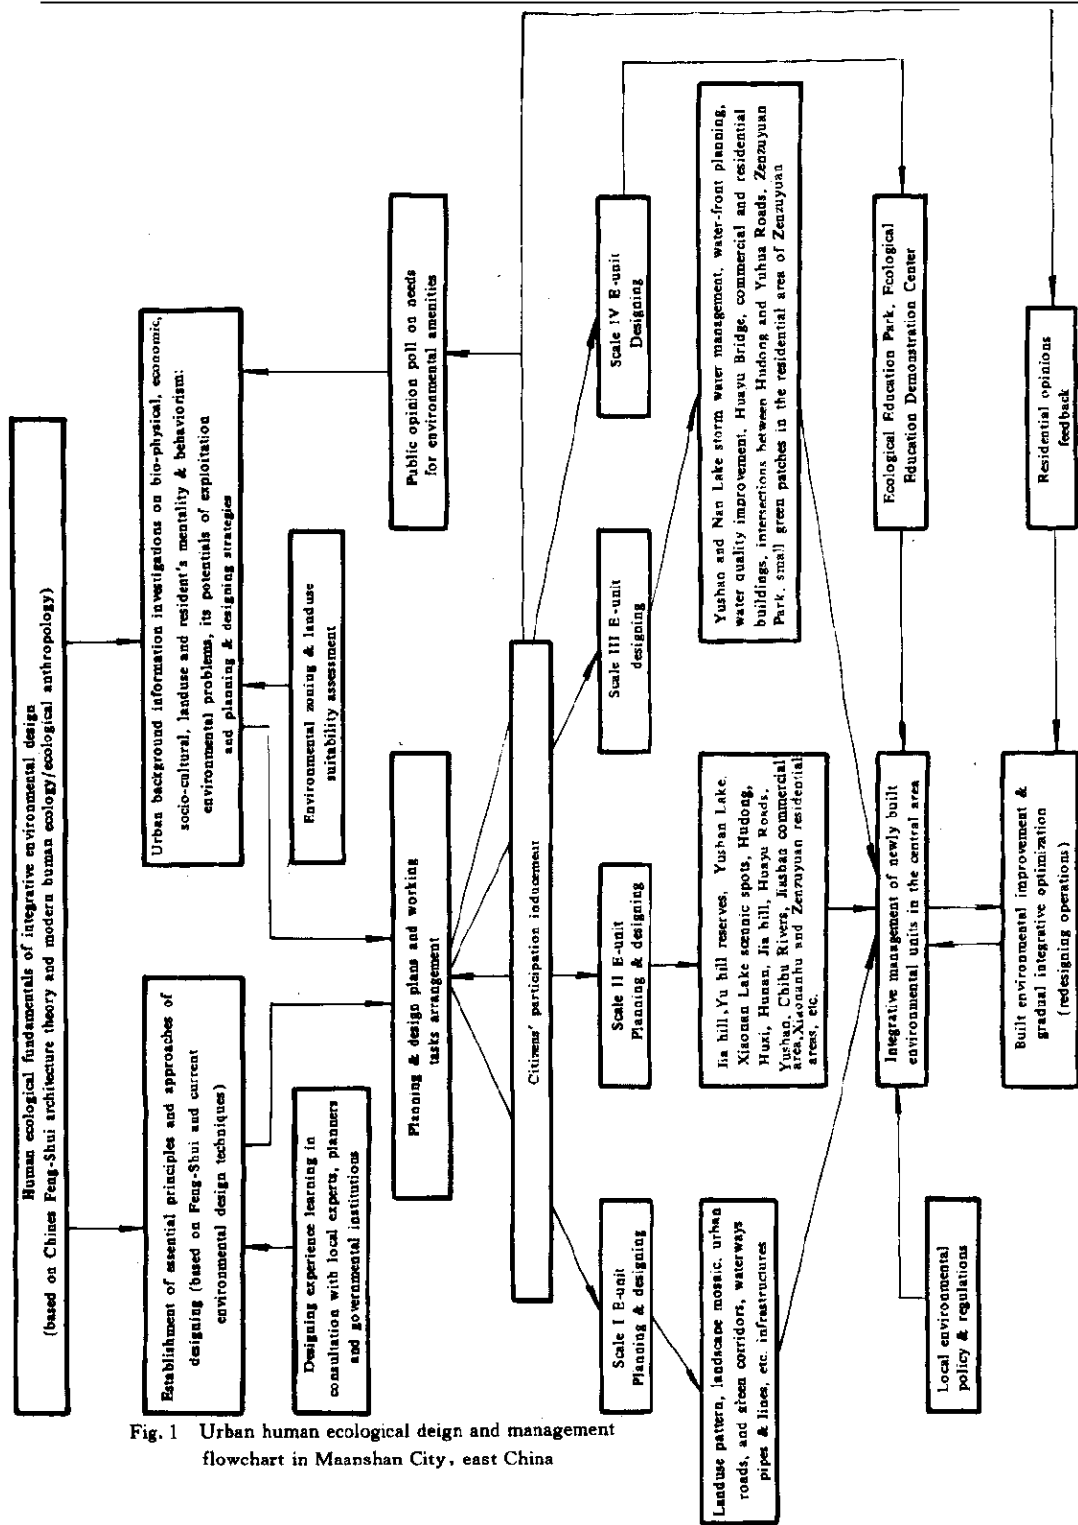 Human ecological fundamentals of integrative environmental design
(based on Chines Feng-Shui architecture theory and modern human ecology/ecological anthropology)
Establishment of essential principles and approaches of
designing (based on Feng-Shui and current
environmental design techniques)
Urban background information investigations on bio-physical, economic,
socio-cultural, landuse and resident's mentality & behaviorism:
environmental problems, its potentials of exploitation
and planning & designing strategies
Designing experience learning in
consultation with local experts, planners
and governmental institutions
Environmental zoning & landuse
suitability assessment
Public opinion poll on needs
for environmental amenities
Planning & design plans and working
tasks arrangement
Citizens' participation inducement
Scale I E-unit
Planning & designing
Scale II E-unit
Planning & designing
Scale III E-unit
designing
Scale IV E-unit
Designing
Landuse pattern, landscape mosaic, urban
roads, and green corridors, waterways
pipes & lines, etc. infrastructures
Jia hill, Yu hill reserves, Yushan Lake.
Xiaonan Lake scennic spots, Hudong,
Huxi, Hunan, Jia hill, Huayu Roads.
Yushan, Chibu Rivers, Jiashan commercial
area, Xiaonanhu and Zenzuyuan residential
areas, etc.
Yushan and Nan Lake storm water management, water-front planning,
water quality improvement, Huayu Bridge, commercial and residential
buildings, intersections between Hudong and Yuhua Roads, Zenzuyuan
Park, small green patches in the residential area of Zenzuyuan
Ecological Education Park, Ecological
Education Demonstration Center
Local environmental
policy & regulations
Integrative management of newly built
environmental units in the central area
Built environmental improvement &
gradual integrative optimization
(redesigning operations)
Residential opinions
feedback
Fig. 1 Urban human ecological deign and management
flowchart in Maanshan City, east China